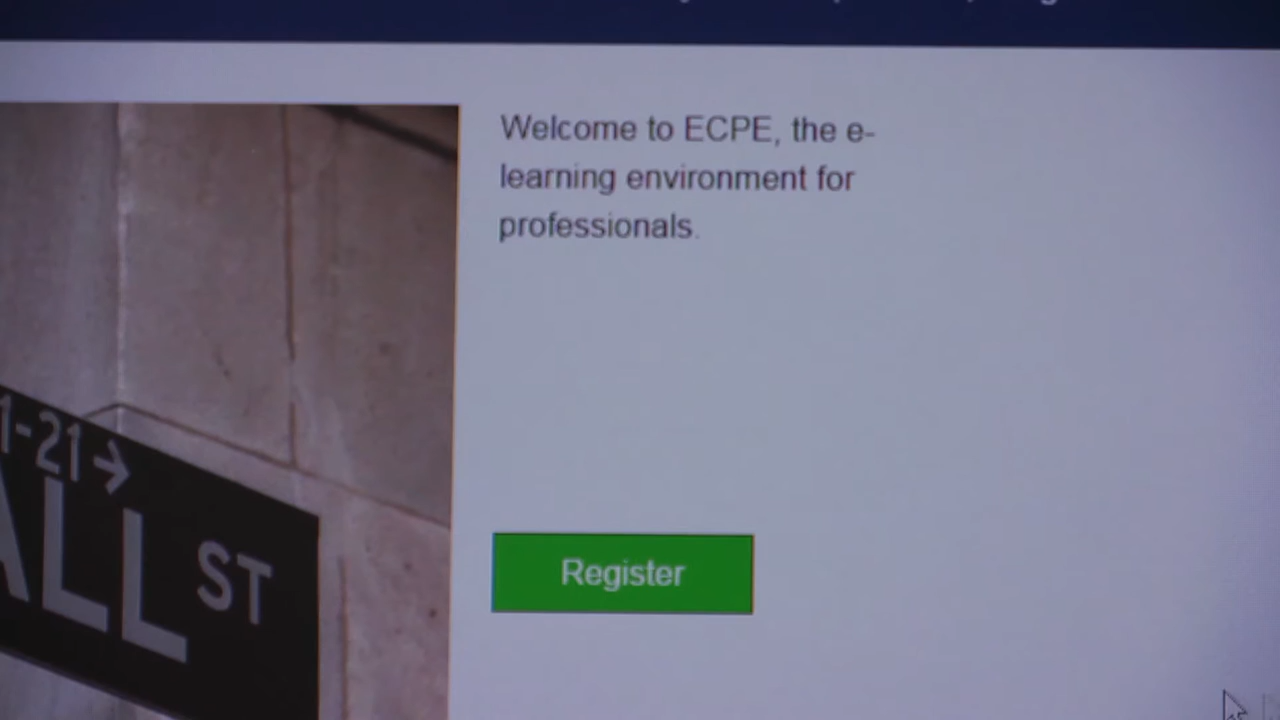 Welcome to ECPE, the e-
learning environment for
professionals.
1-21→
ALL ST
Register